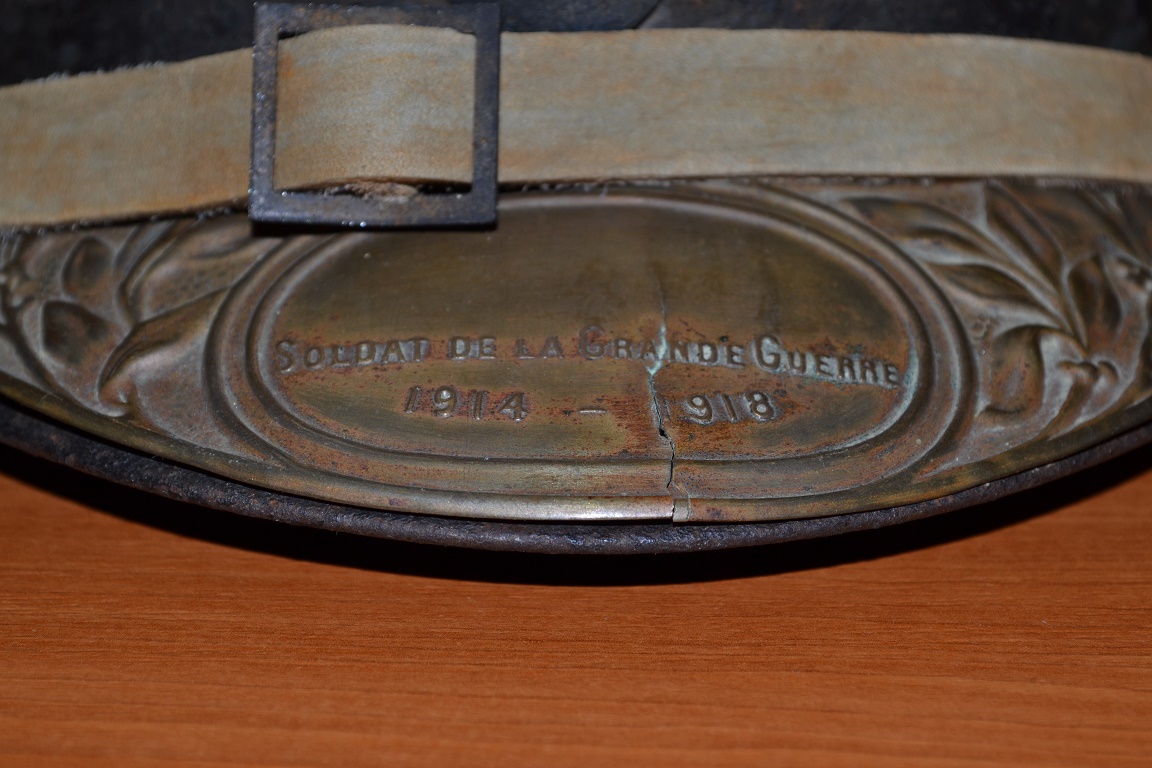 SOLDAT DE LA GRANDE GUERRE
1914 – 1918